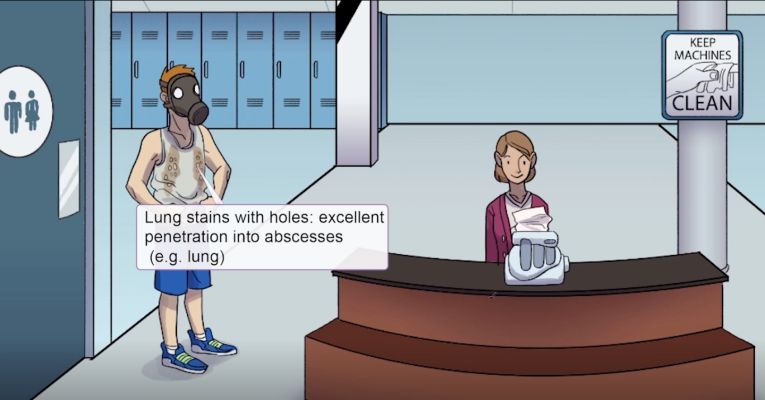 KEEP
MACHINES
CLEAN
Lung stains with holes: excellent
penetration into abscesses
(e.g. lung)